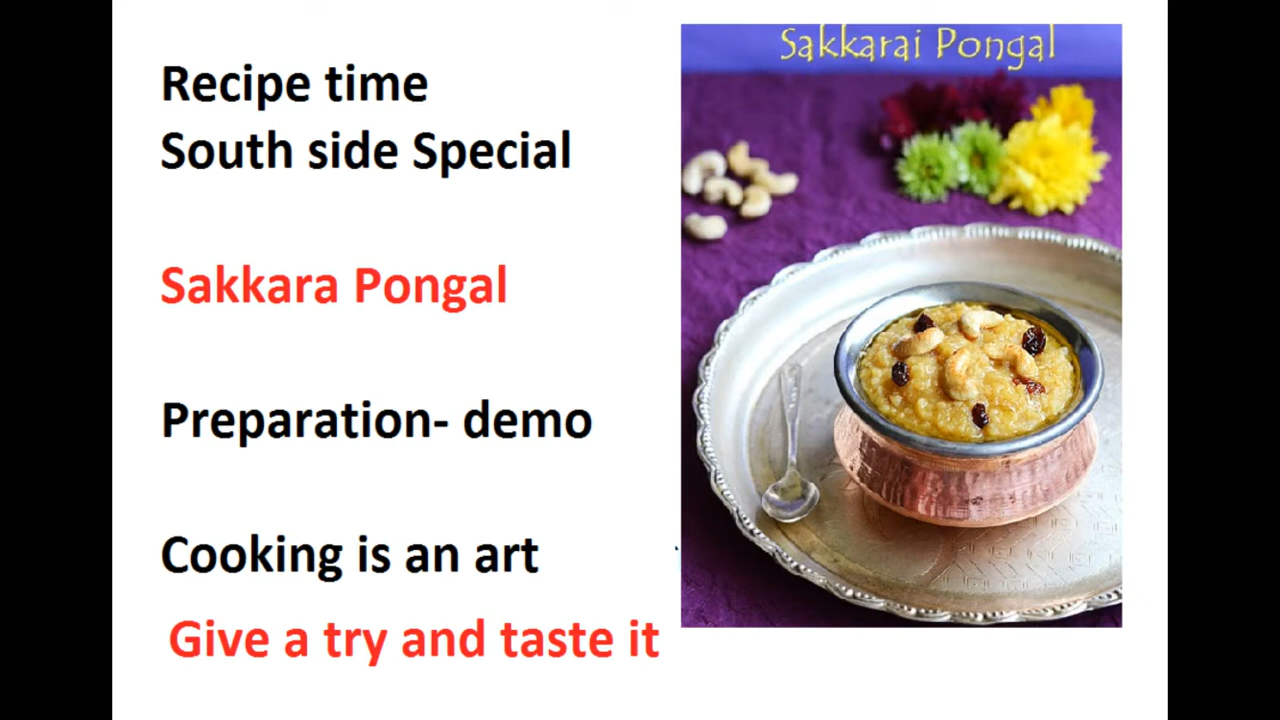 Recipe time
South side Special
Sakkara Pongal
Preparation- demo
Cooking is an art
Give a try and taste it
Sakkarai Pongal